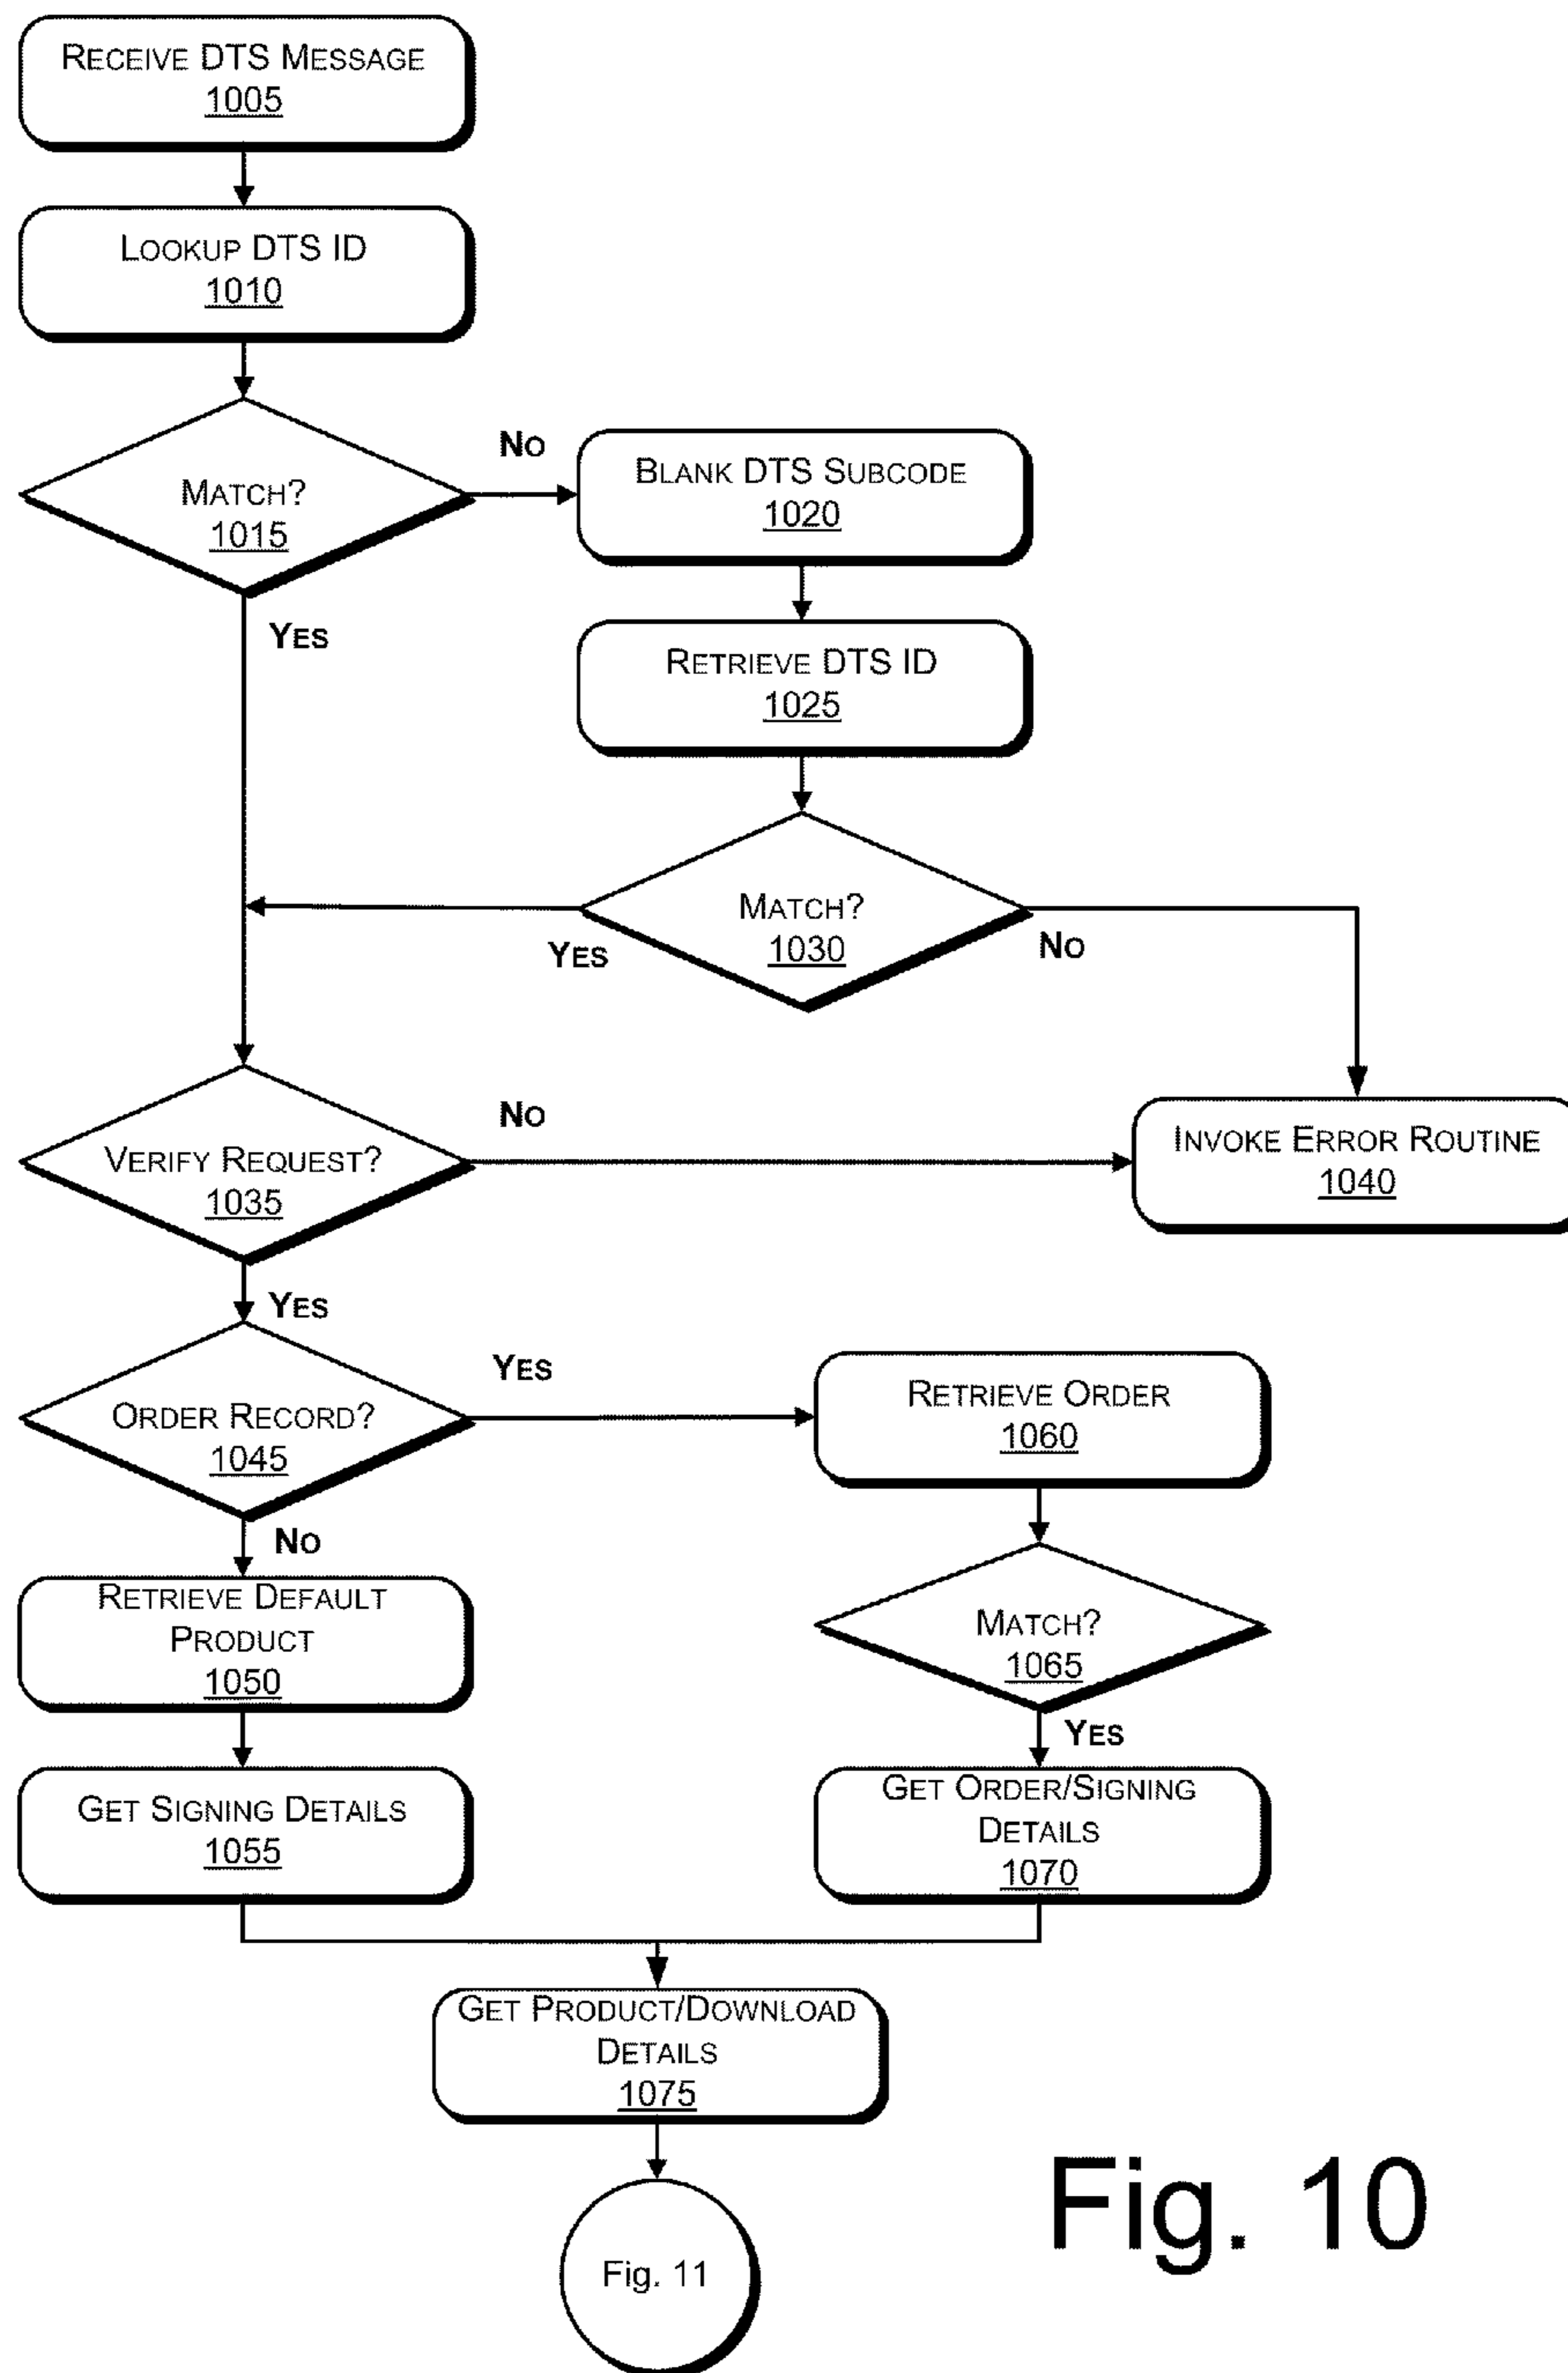 RECEIVE DTS MESSAGE
1005
LOOKUP DTS ID
1010
MATCH?
1015
NO
YES
BLANK DTS SUBCODE
1020
RETRIEVE DTS ID
1025
MATCH?
1030
YES
NO
VERIFY REQUEST?
1035
NO
YES
INVOKE ERROR ROUTINE
1040
ORDER RECORD?
1045
YES
NO
RETRIEVE ORDER
1060
RETRIEVE DEFAULT
PRODUCT
1050
MATCH?
1065
YES
GET SIGNING DETAILS
1055
GET ORDER/SIGNING
DETAILS
1070
GET PRODUCT/DOWNLOAD
DETAILS
1075
Fig. 11
Fig. 10